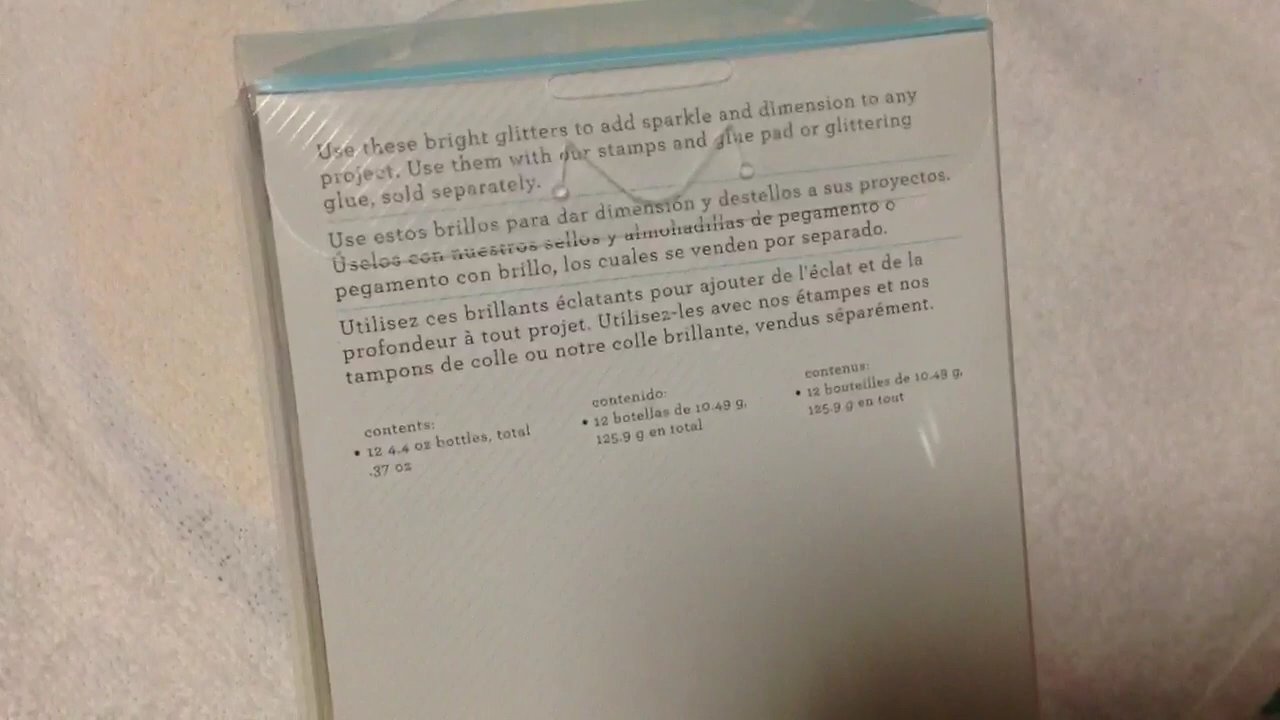 Use these bright glitters to add sparkle and dimension to any
project. Use them with our stamps and glue pad or glittering
glue, sold separately.
Use estos brillos para dar dimensión y destellos a sus proyectos.
Úselos con nuestros sellos y almohadillas de pegamento o
pegamento con brillo, los cuales se venden por separado.
Utilisez ces brillants éclatants pour ajouter de l'éclat et de la
profondeur à tout projet. Utilisez-les avec nos étampes et nos
tampons de colle ou notre colle brillante, vendus séparément.
contents:
• 12 4.4 oz bottles, total
.37 oz
contenido:
• 12 botellas de 10.49 g,
125.9 g en total
contenus:
• 12 bouteilles de 10.49 g,
125.9 g en tout